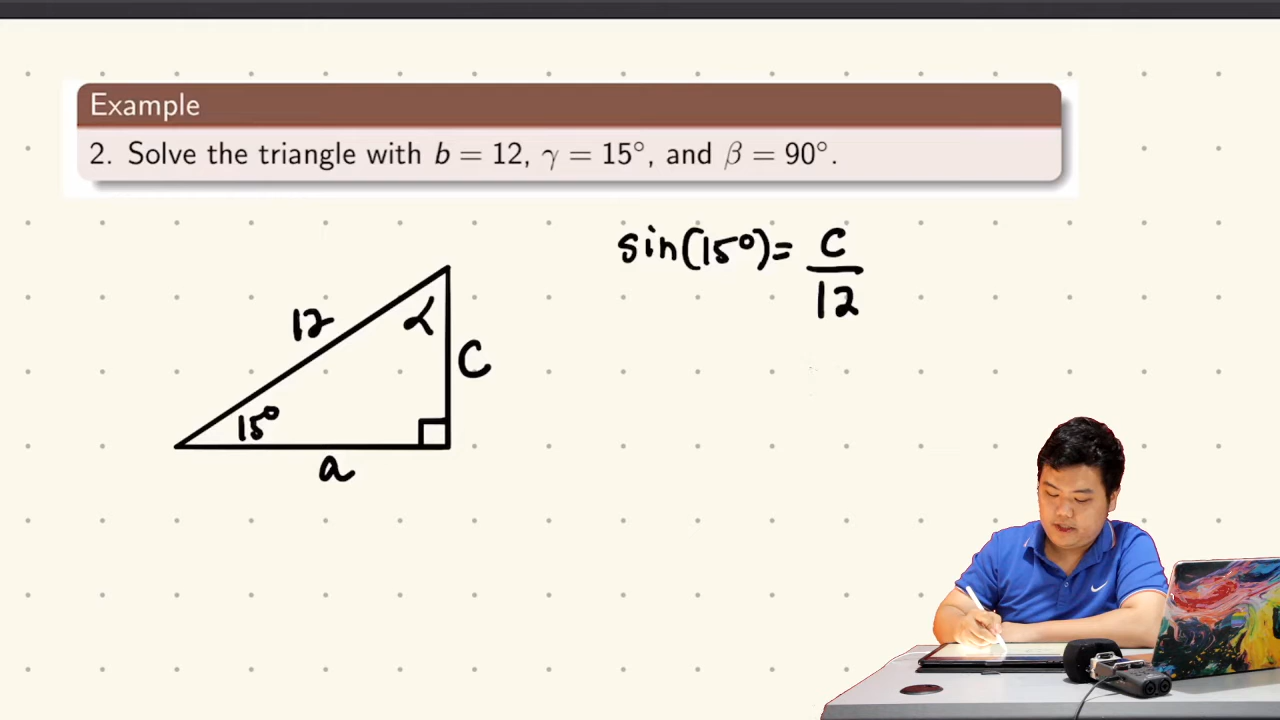 Example
2. Solve the triangle with b = 12, γ = 15°, and β = 90°.
sin(15°) = c/12
12
α
c
15°
a